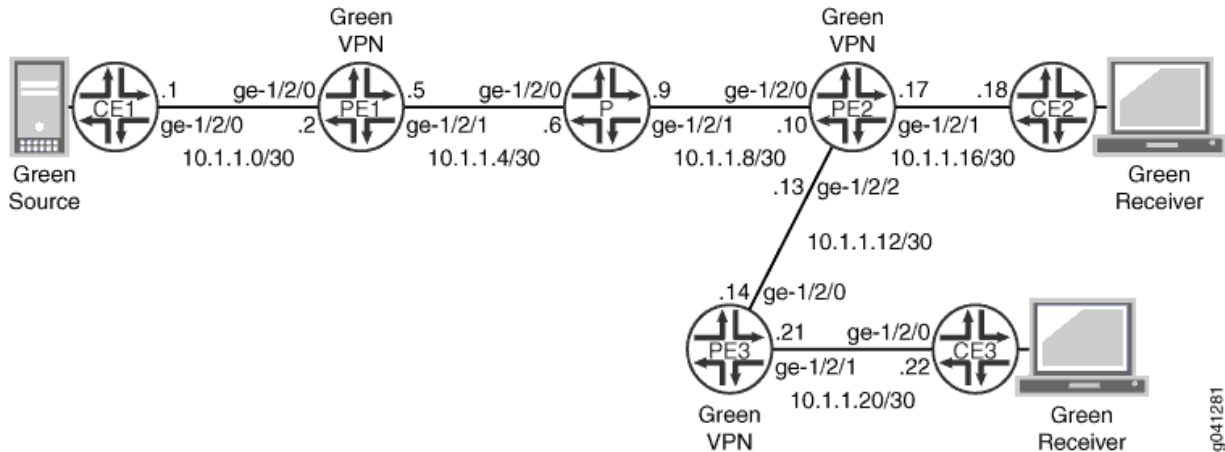 Green
VPN
Green
VPN
.1
ge-1/2/0
.5
ge-1/2/0
.9
ge-1/2/0
.17
.18
CE1
PE1
P
PE2
CE2
ge-1/2/0
.2
ge-1/2/1
.6
ge-1/2/1
.10
ge-1/2/1
10.1.1.0/30
10.1.1.4/30
10.1.1.8/30
10.1.1.16/30
Green
Source
Green
Receiver
.13
ge-1/2/2
10.1.1.12/30
.14
ge-1/2/0
.21
ge-1/2/0
PE3
CE3
ge-1/2/1
.22
10.1.1.20/30
Green
VPN
Green
Receiver
g041281